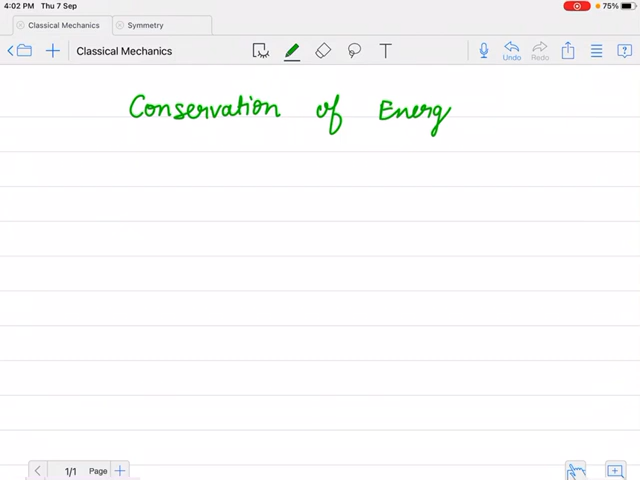 4:02 PM Thu 7 Sep 75%
Classical Mechanics Symmetry
Classical Mechanics T Undo Redo ?
Conservation of Energ
1/1 Page